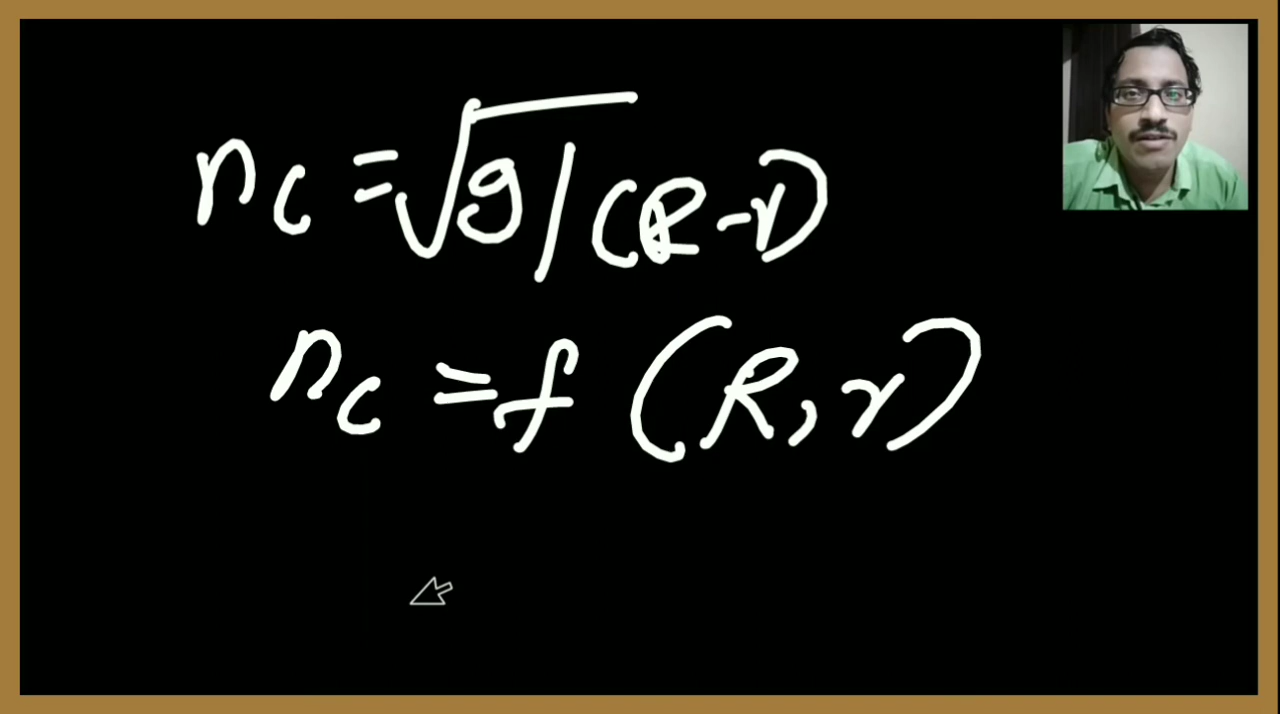 nc = √g/(R-r)
nc = f (R, r)